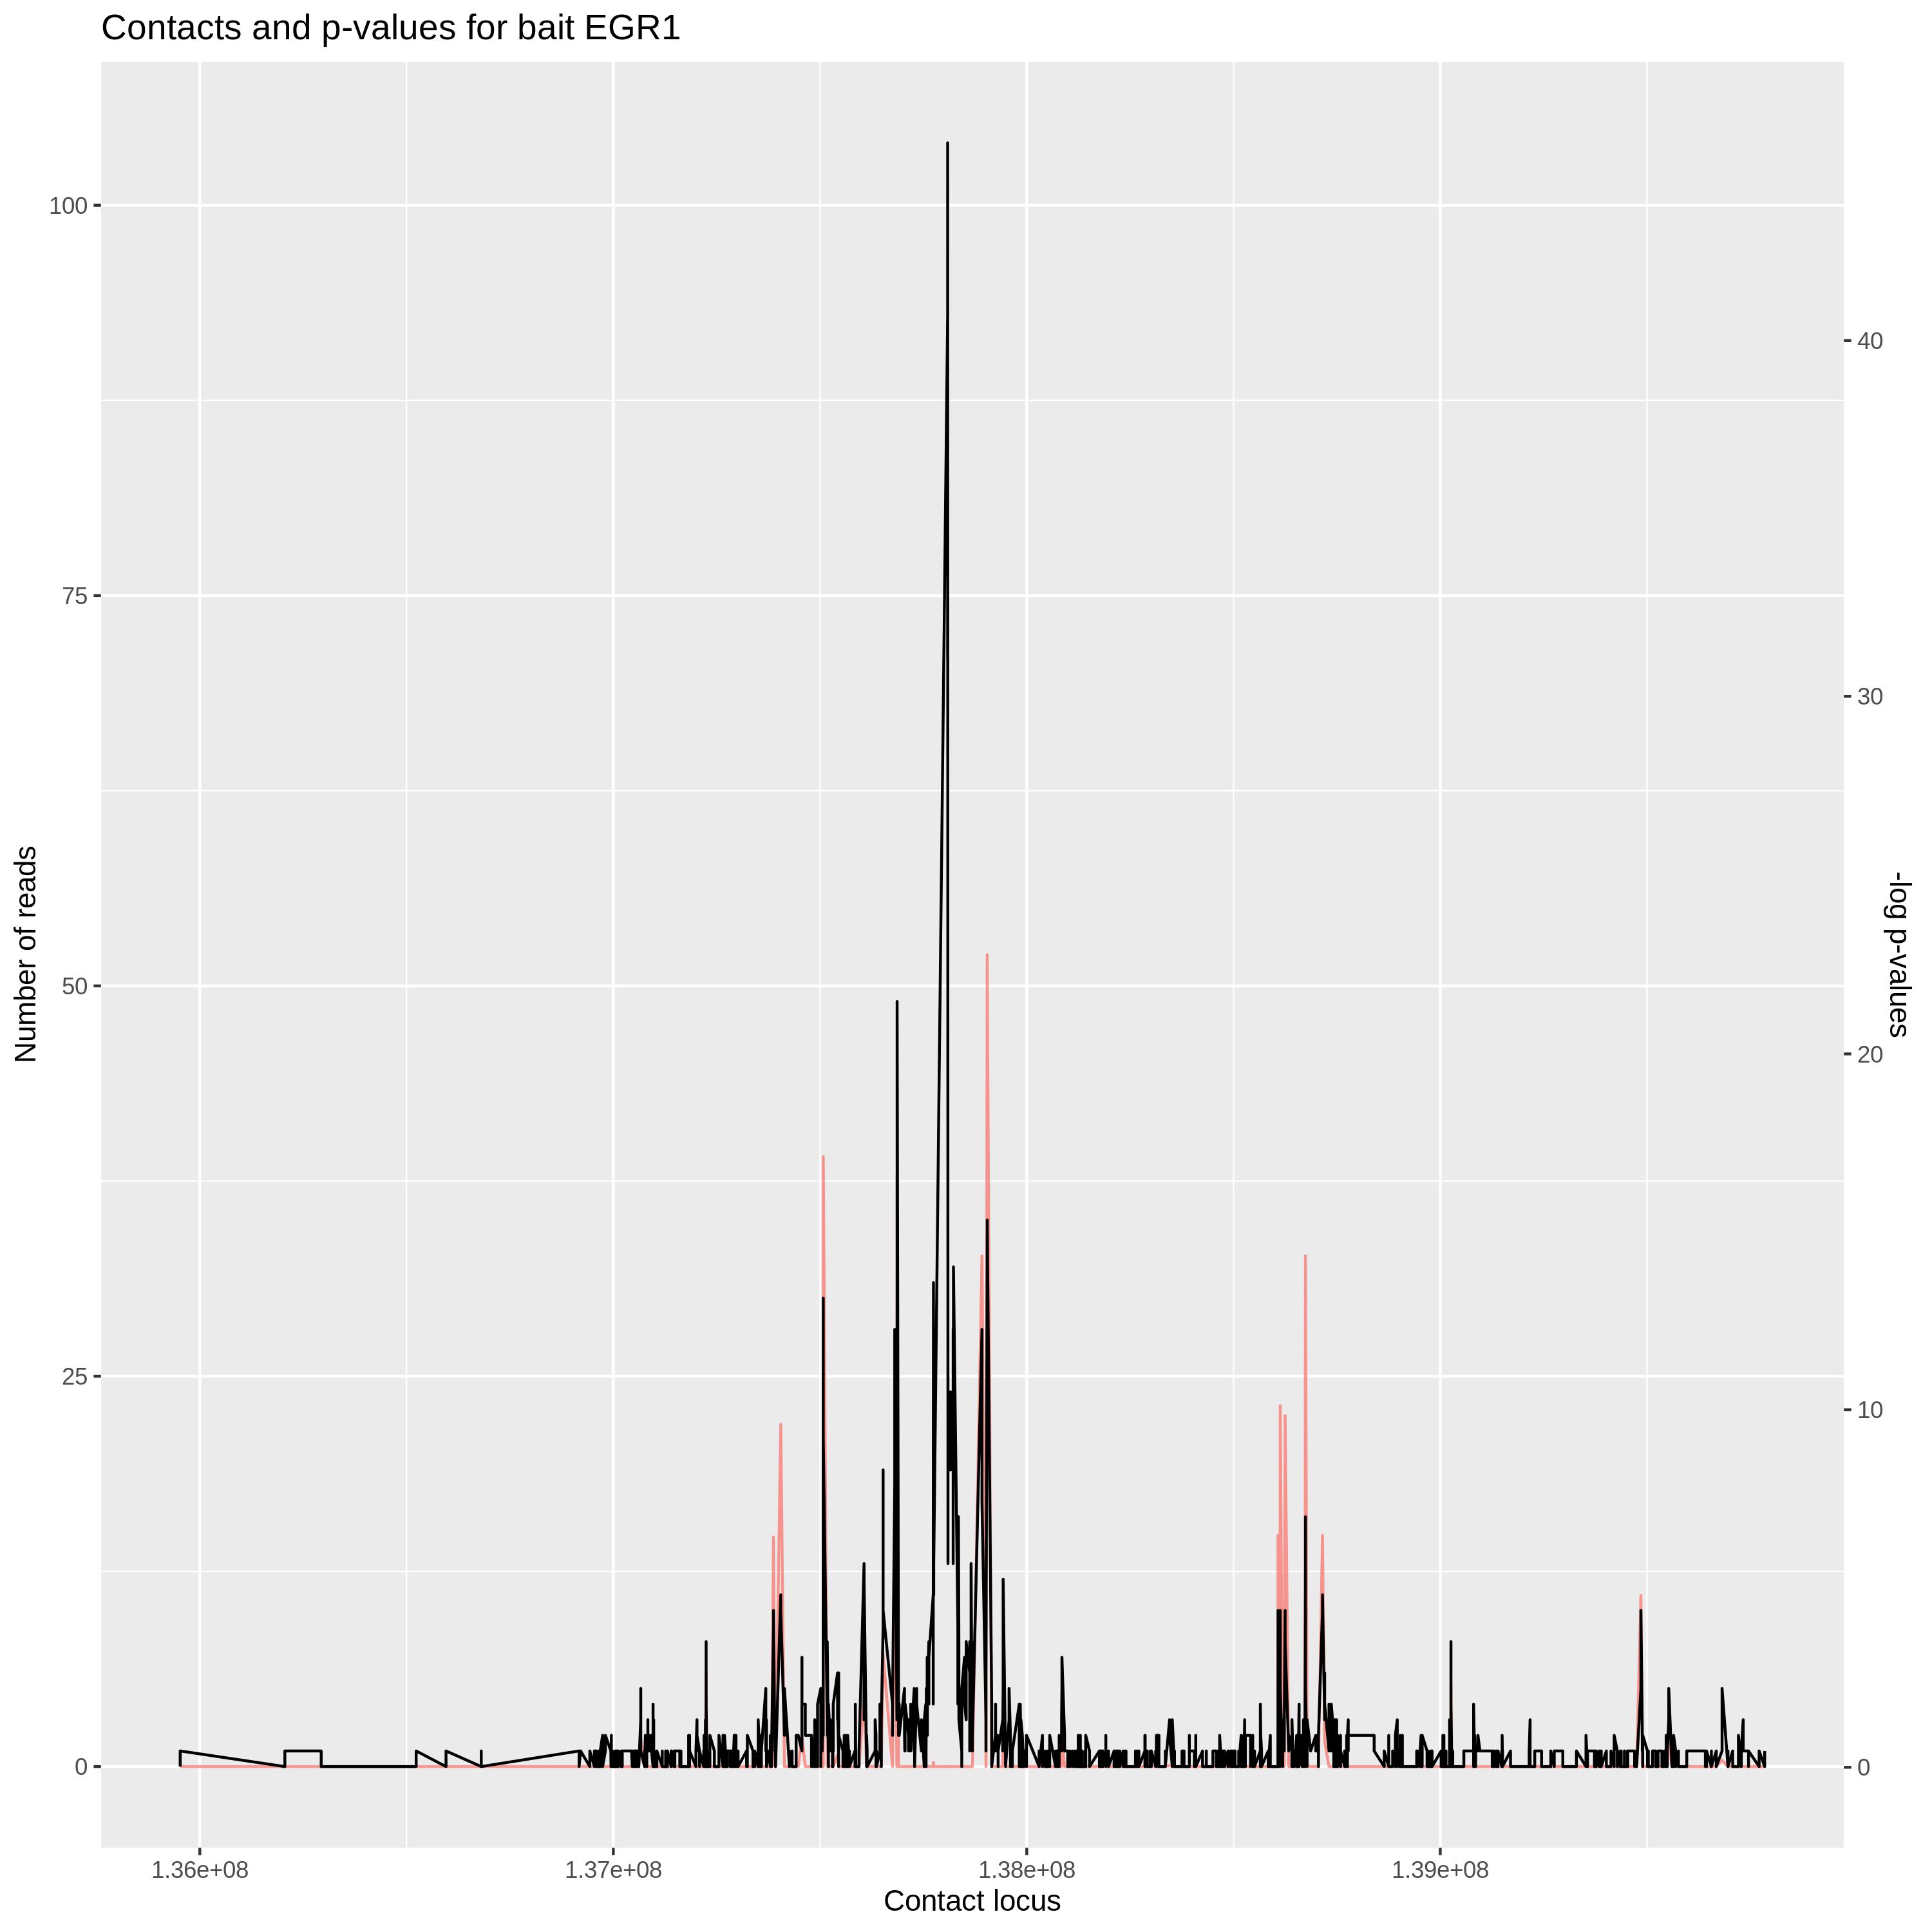 Contacts and p-values for bait EGR1
100
75
50
25
0
Number of reads
40
30
20
10
0
-log p-values
1.36e+08
1.37e+08
1.38e+08
1.39e+08
Contact locus